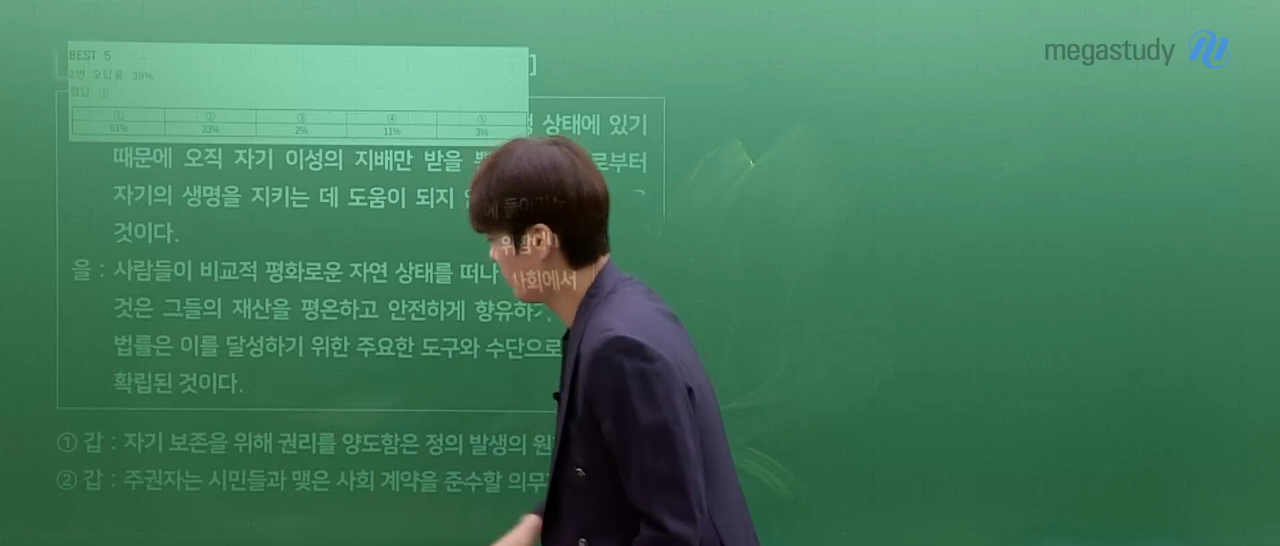 megastudy
BEST 5
2번 오답률 39%
정답 ①
① ② ③ ④ ⑤
61% 23% 2% 11% 3%
상태에 있기
때문에 오직 자기 이성의 지배만 받을 로부터
자기의 생명을 지키는 데 도움이 되지
에 들어가는
것이다.
위함이
을 : 사람들이 비교적 평화로운 자연 상태를 떠나 사회에서
것은 그들의 재산을 평온하고 안전하게 향유하기
법률은 이를 달성하기 위한 주요한 도구와 수단으로
확립된 것이다.
① 갑 : 자기 보존을 위해 권리를 양도함은 정의 발생의
② 갑 : 주권자는 시민들과 맺은 사회 계약을 준수할